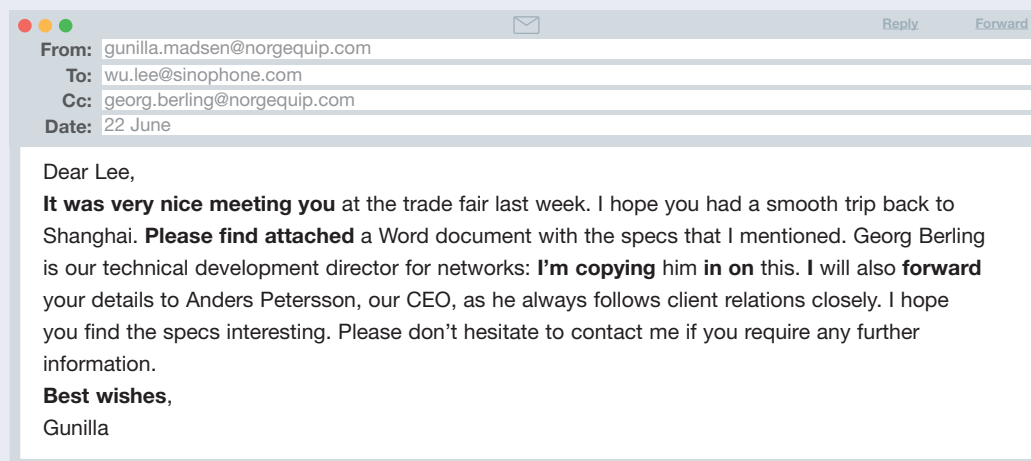 Reply Forward
From: gunilla.madsen@norgequip.com
To: wu.lee@sinophone.com
Cc: georg.berling@norgequip.com
Date: 22 June
Dear Lee,
It was very nice meeting you at the trade fair last week. I hope you had a smooth trip back to
Shanghai. Please find attached a Word document with the specs that I mentioned. Georg Berling
is our technical development director for networks: I’m copying him in on this. I will also forward
your details to Anders Petersson, our CEO, as he always follows client relations closely. I hope
you find the specs interesting. Please don’t hesitate to contact me if you require any further
information.
Best wishes,
Gunilla